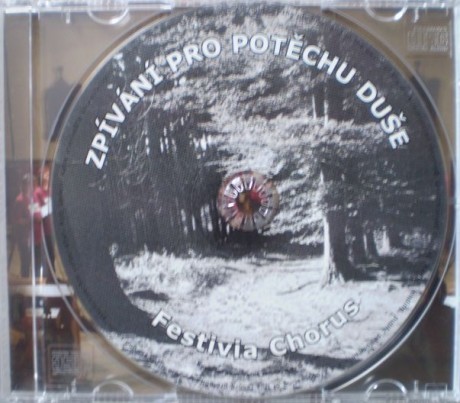 ZPÍVÁNÍ PRO POTĚCHU DUŠE
Festivia Chorus